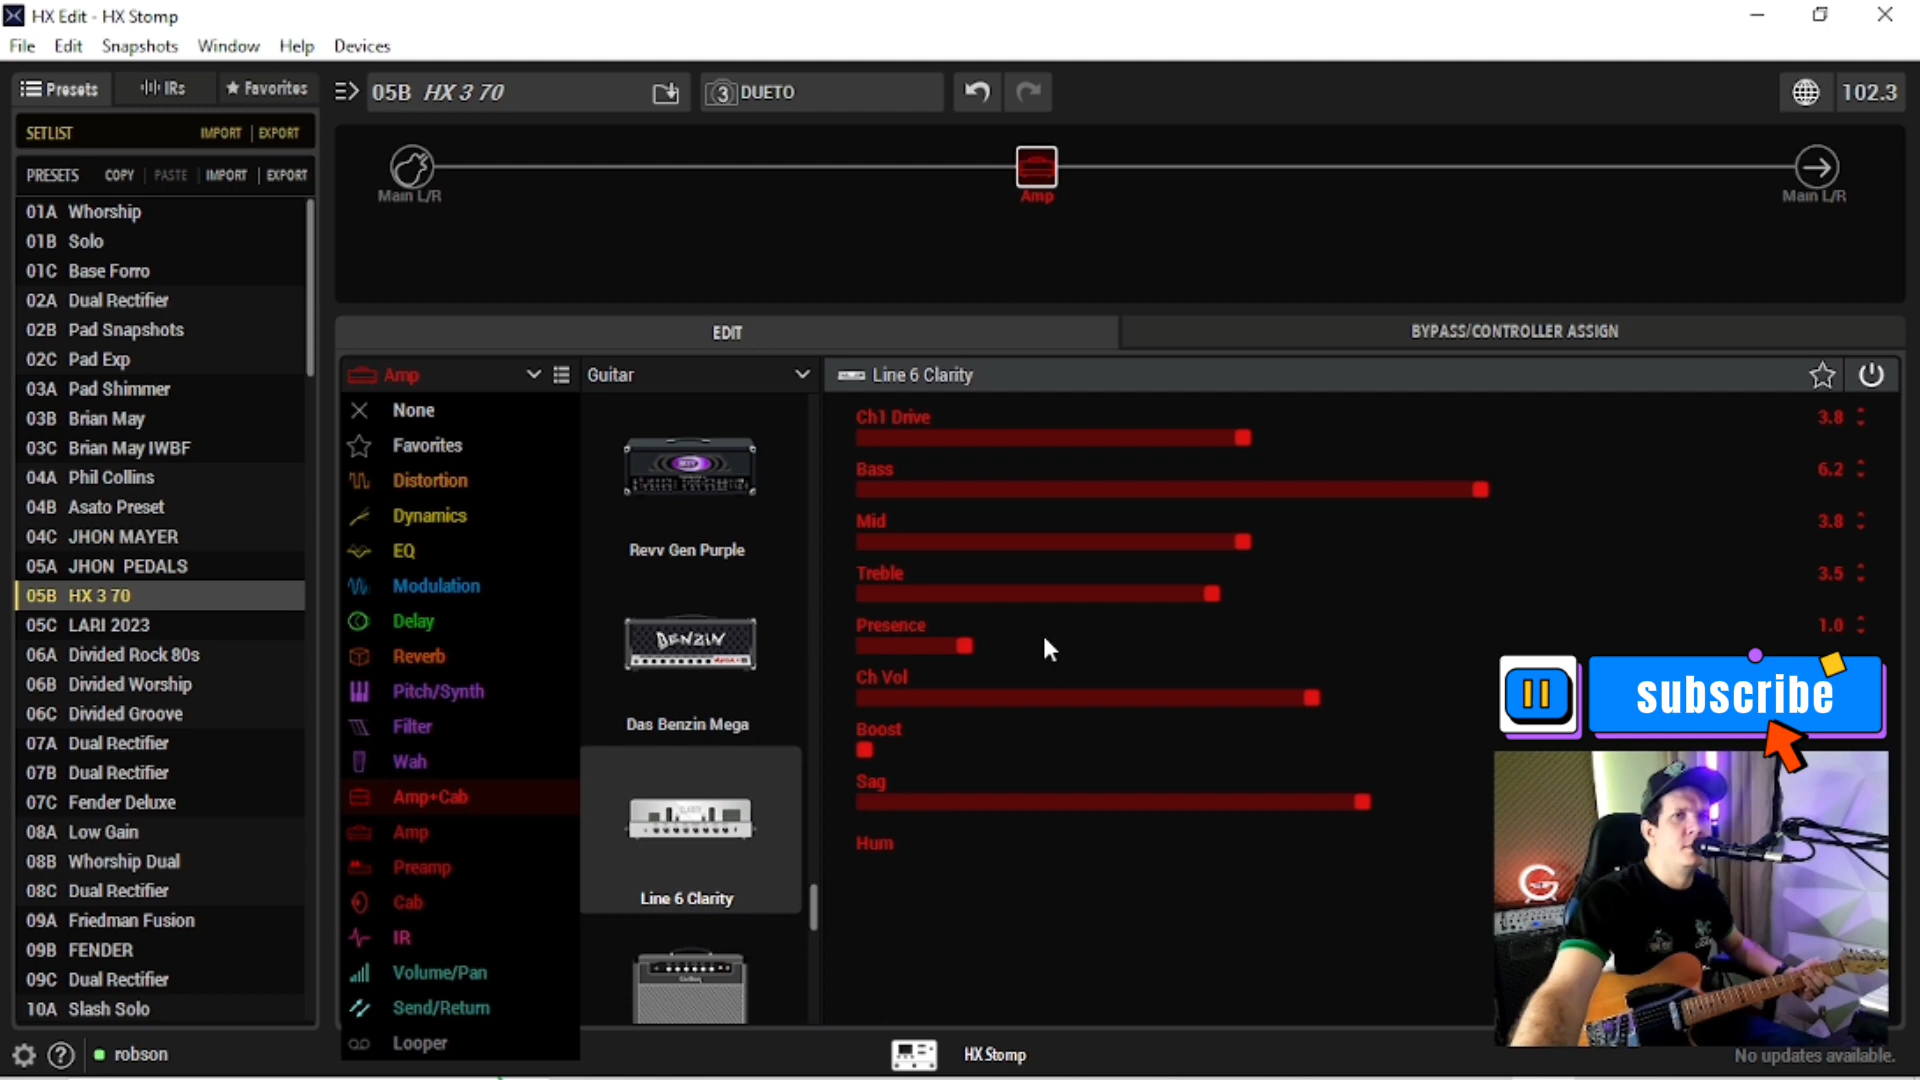 HX Edit - HX Stomp
File Edit Snapshots Window Help Devices
Presets IRs Favorites
05B HX 3 70
3 DUETO
102.3
SETLIST IMPORT EXPORT
PRESETS COPY PASTE IMPORT EXPORT
01A Whorship
01B Solo
01C Base Forro
02A Dual Rectifier
02B Pad Snapshots
02C Pad Exp
03A Pad Shimmer
03B Brian May
03C Brian May IWBF
04A Phil Collins
04B Asato Preset
04C JHON MAYER
05A JHON PEDALS
05B HX 3 70
05C LARI 2023
06A Divided Rock 80s
06B Divided Worship
06C Divided Groove
07A Dual Rectifier
07B Dual Rectifier
07C Fender Deluxe
08A Low Gain
08B Whorship Dual
08C Dual Rectifier
09A Friedman Fusion
09B FENDER
09C Dual Rectifier
10A Slash Solo
robson
Main L/R
Amp
Main L/R
EDIT
BYPASS/CONTROLLER ASSIGN
Amp
None
Favorites
Distortion
Dynamics
EQ
Modulation
Delay
Reverb
Pitch/Synth
Filter
Wah
Amp+Cab
Amp
Preamp
Cab
IR
Volume/Pan
Send/Return
Looper
Guitar
Revv Gen Purple
BENZIN
Das Benzin Mega
Line 6 Clarity
Line 6 Clarity
Ch1 Drive 3.8
Bass 6.2
Mid 3.8
Treble 3.5
Presence 1.0
Ch Vol
Boost
Sag
Hum
subscribe
G
HX Stomp
No updates available.